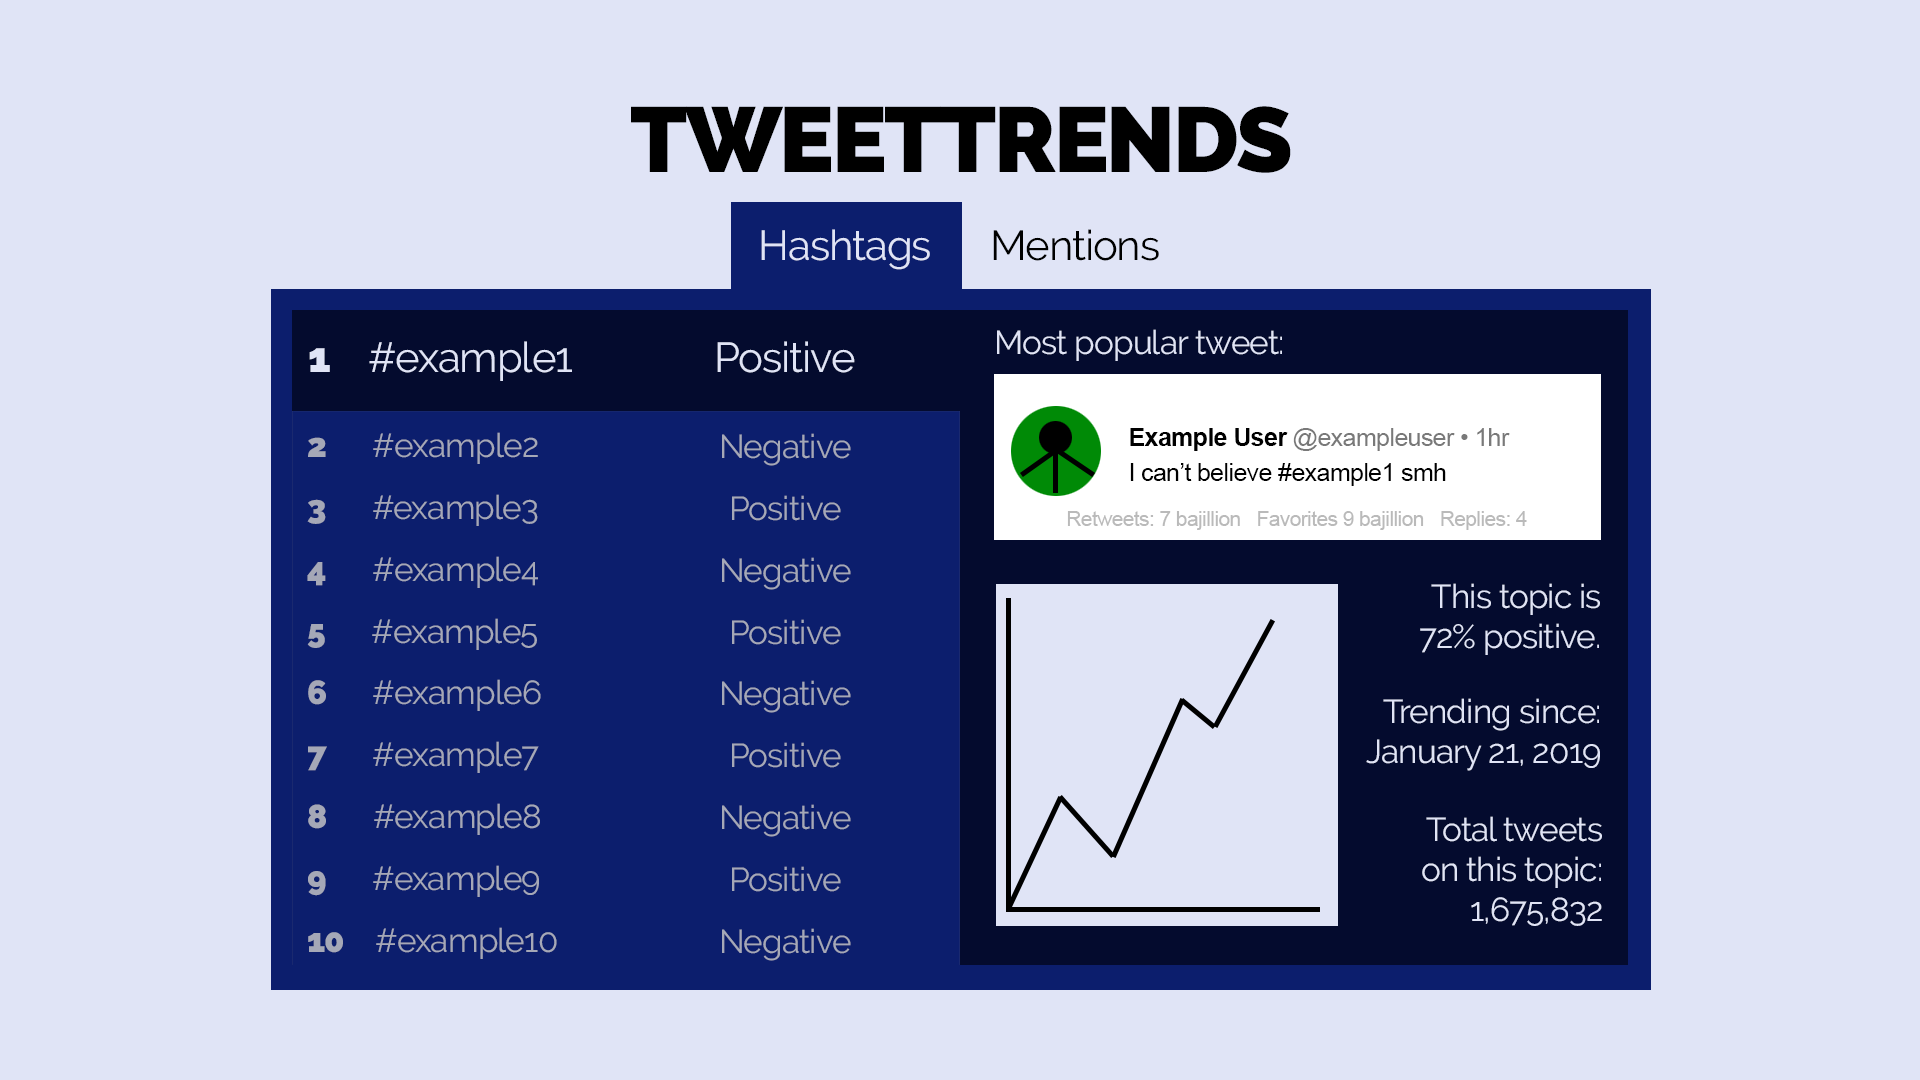 TWEETTRENDS
Hashtags Mentions
1 #example1 Positive
2 #example2 Negative
3 #example3 Positive
4 #example4 Negative
5 #example5 Positive
6 #example6 Negative
7 #example7 Positive
8 #example8 Negative
9 #example9 Positive
10 #example10 Negative
Most popular tweet:
Example User @exampleuser • 1hr
I can’t believe #example1 smh
Retweets: 7 bajillion Favorites 9 bajillion Replies: 4
This topic is
72% positive.
Trending since:
January 21, 2019
Total tweets
on this topic:
1,675,832